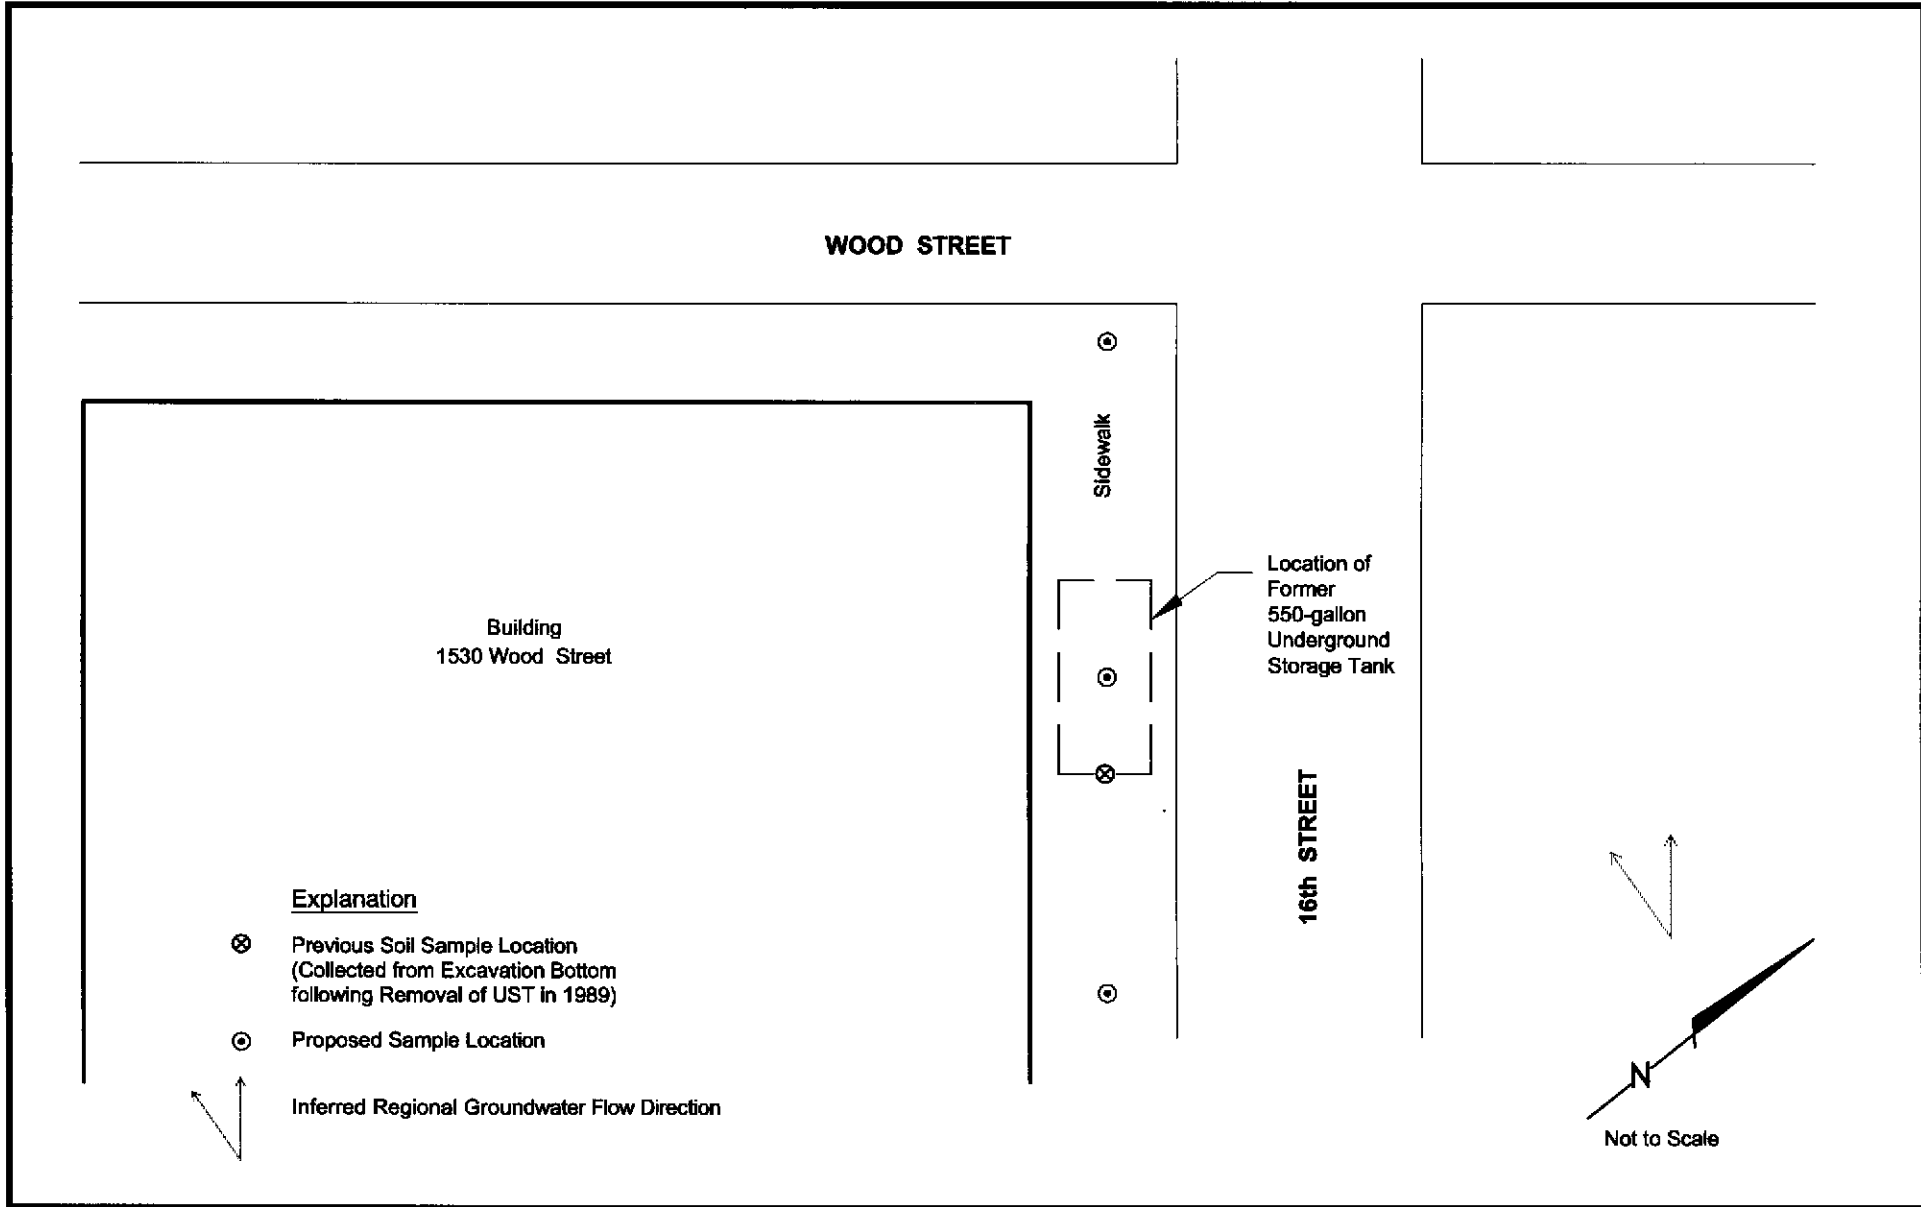 WOOD STREET
Sidewalk
Location of
Former
550-gallon
Underground
Storage Tank
Building
1530 Wood Street
16th STREET
Explanation
Previous Soil Sample Location
(Collected from Excavation Bottom
following Removal of UST in 1989)
Proposed Sample Location
Inferred Regional Groundwater Flow Direction
N
Not to Scale